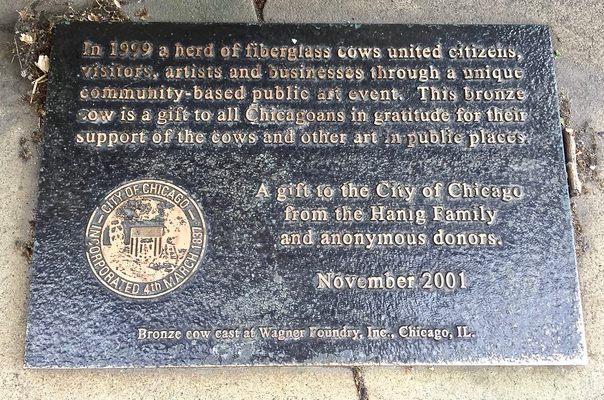 In 1999 a herd of fiberglass cows united citizens,
visitors, artists and businesses through a unique
community-based public art event. This bronze
cow is a gift to all Chicagoans in gratitude for their
support of the cows and other art in public places.
A gift to the City of Chicago
from the Hanig Family
and anonymous donors.
November 2001
CITY OF CHICAGO
INCORPORATED 4TH MARCH 1837
Bronze cow cast at Wagner Foundry, Inc., Chicago, IL.